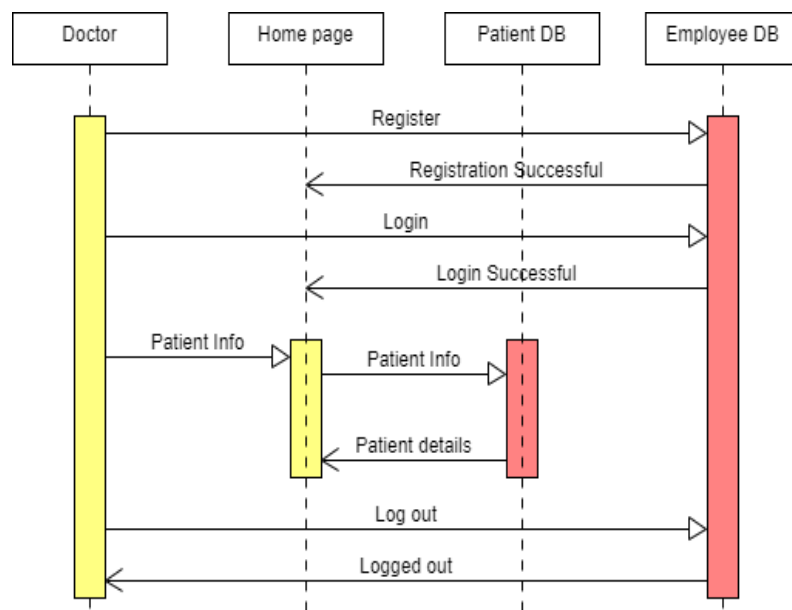 Doctor
Home page
Patient DB
Employee DB
Register
Registration Successful
Login
Login Successful
Patient Info
Patient Info
Patient details
Log out
Logged out